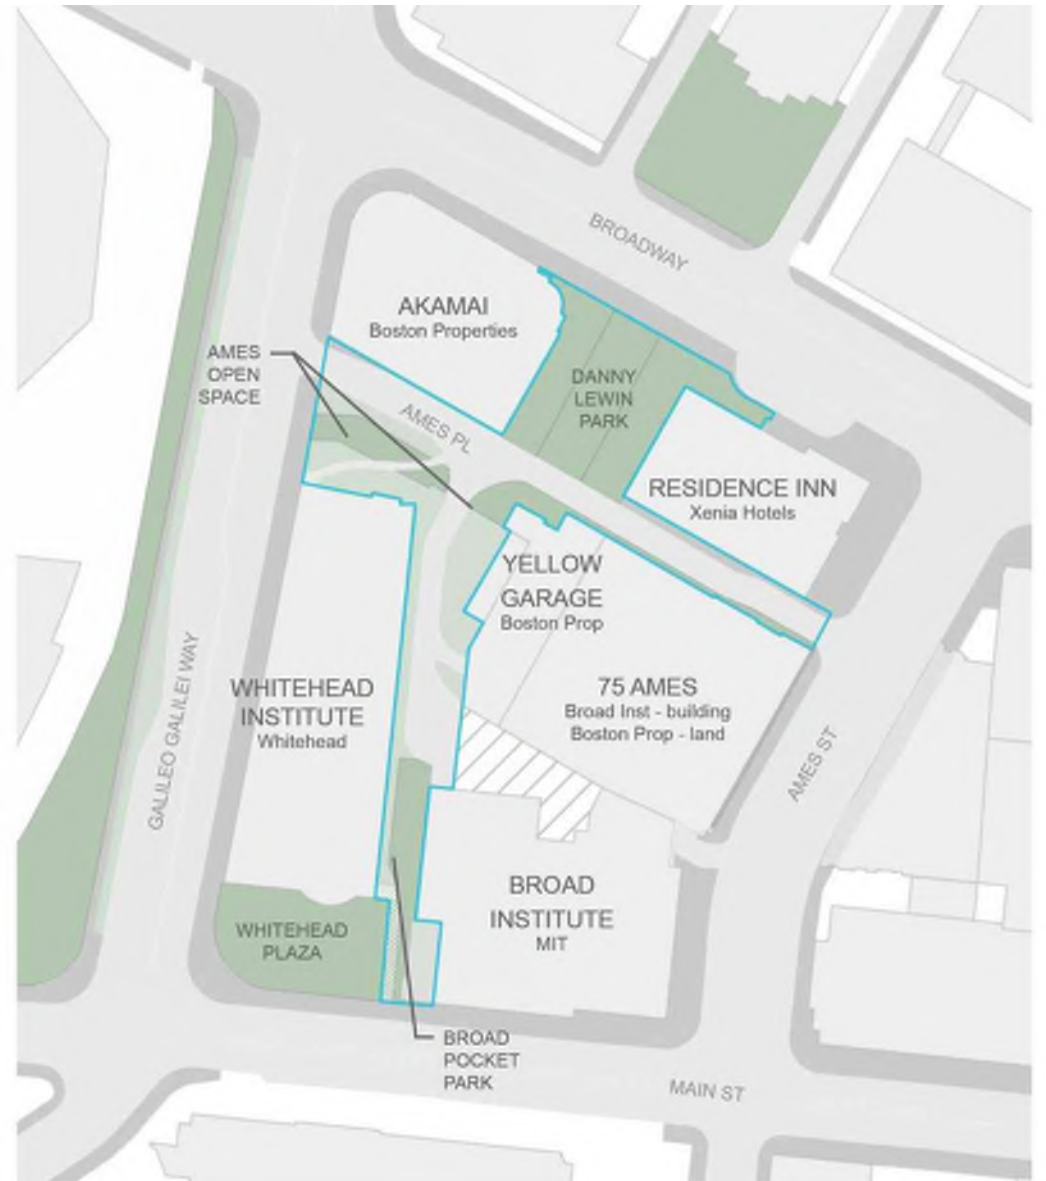 BROADWAY
AKAMAI
Boston Properties
AMES
OPEN
SPACE
DANNY
LEWIN
PARK
AMES PL
RESIDENCE INN
Xenia Hotels
YELLOW
GARAGE
Boston Prop
WHITEHEAD
INSTITUTE
Whitehead
75 AMES
Broad Inst - building
Boston Prop - land
GALILEO GALILEI WAY
AMES ST
BROAD
INSTITUTE
MIT
WHITEHEAD
PLAZA
BROAD
POCKET
PARK
MAIN ST